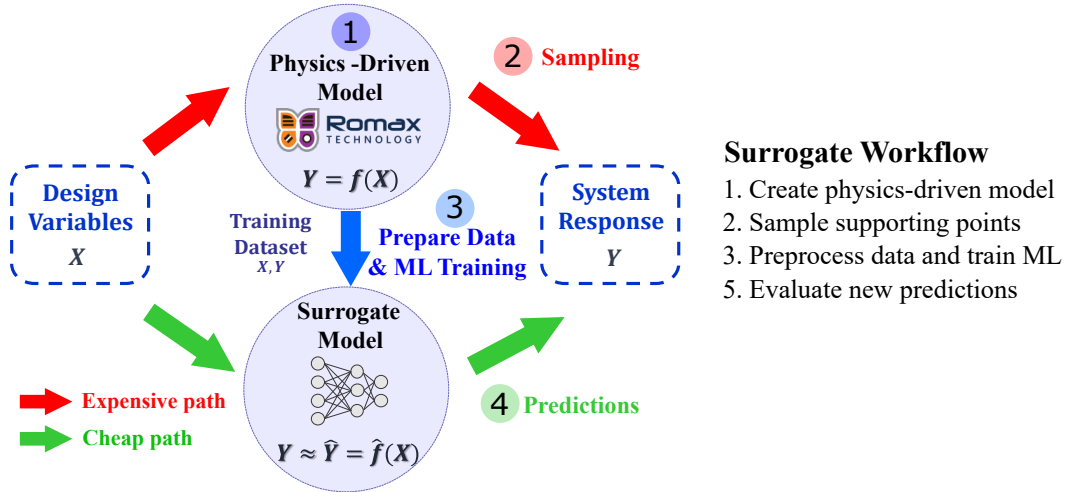 1
Physics -Driven
Model
Romax
TECHNOLOGY
Y = f(X)
2 Sampling
Design
Variables
X
Training
Dataset
X, Y
3
Prepare Data
& ML Training
System
Response
Y
Surrogate
Model
Y ≈ Ŷ = f̂(X)
4 Predictions
Expensive path
Cheap path
Surrogate Workflow
1. Create physics-driven model
2. Sample supporting points
3. Preprocess data and train ML
5. Evaluate new predictions